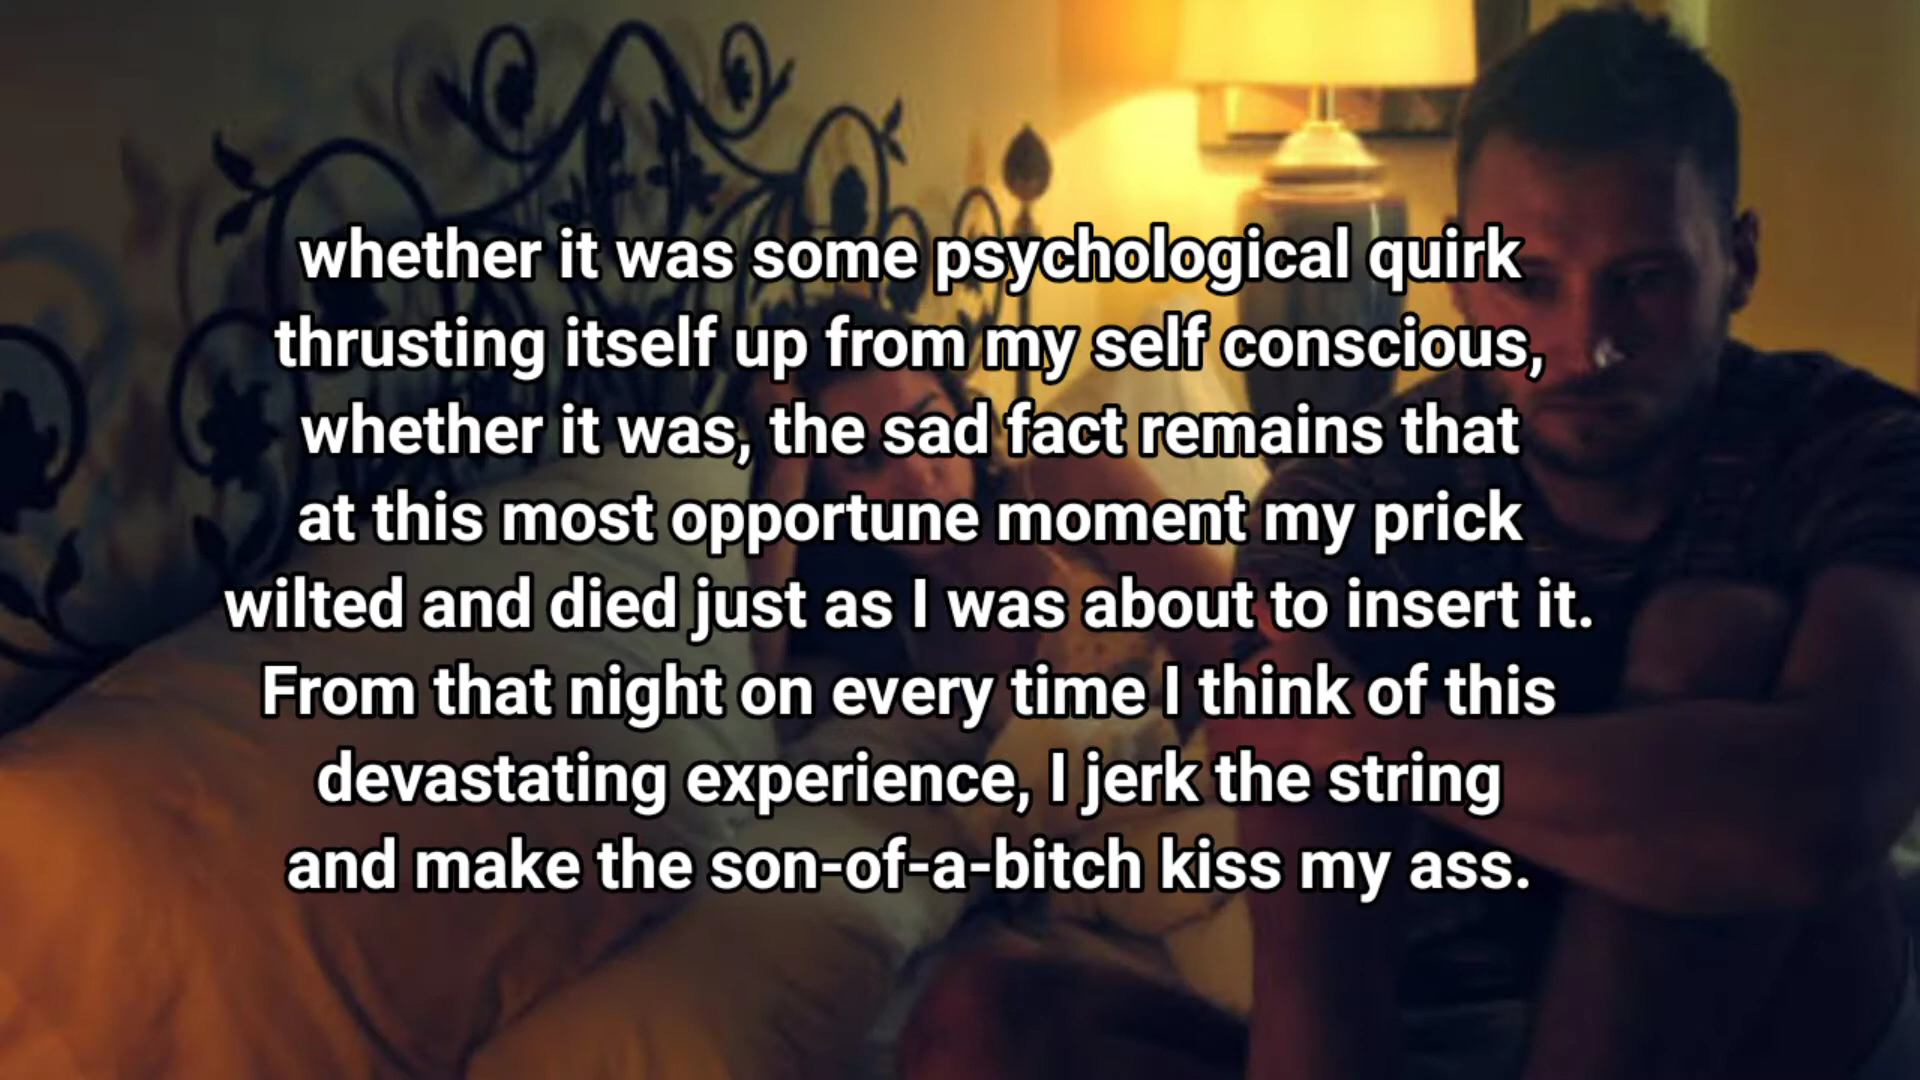 whether it was some psychological quirk
thrusting itself up from my self conscious,
whether it was, the sad fact remains that
at this most opportune moment my prick
wilted and died just as I was about to insert it.
From that night on every time I think of this
devastating experience, I jerk the string
and make the son-of-a-bitch kiss my ass.